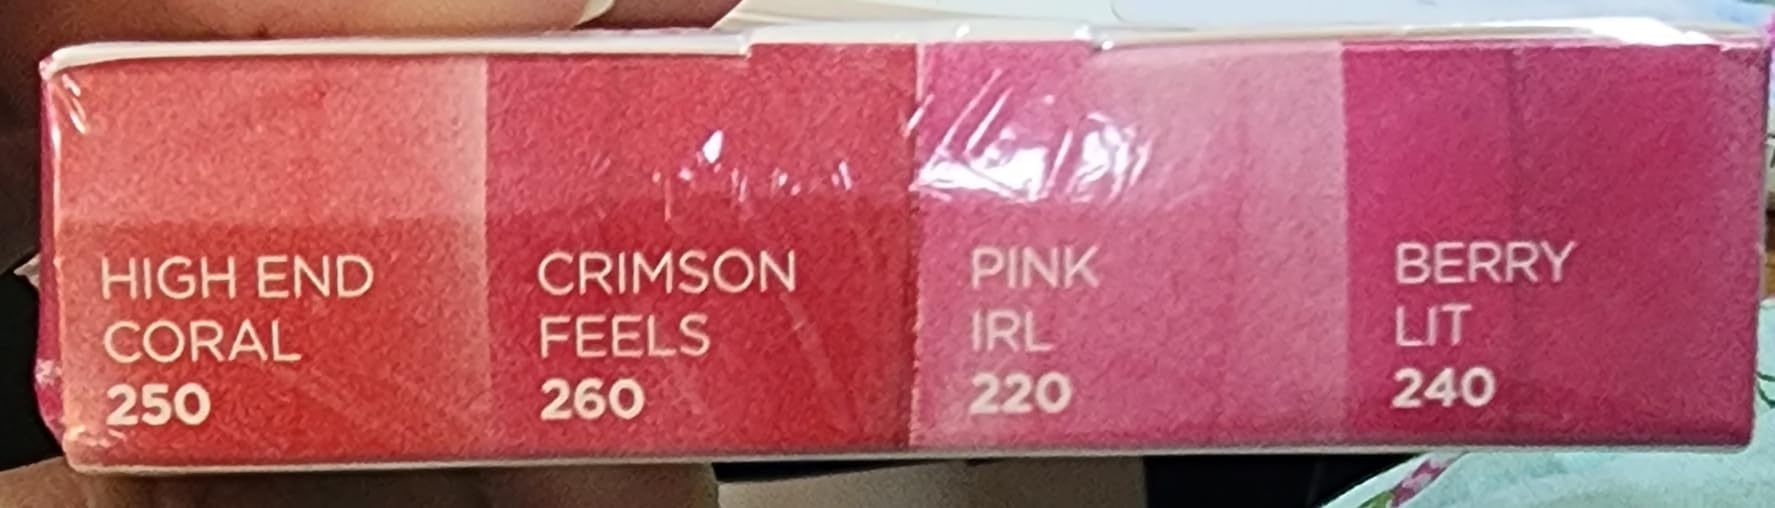 HIGH END
CORAL
250
CRIMSON
FEELS
260
PINK
IRL
220
BERRY
LIT
240